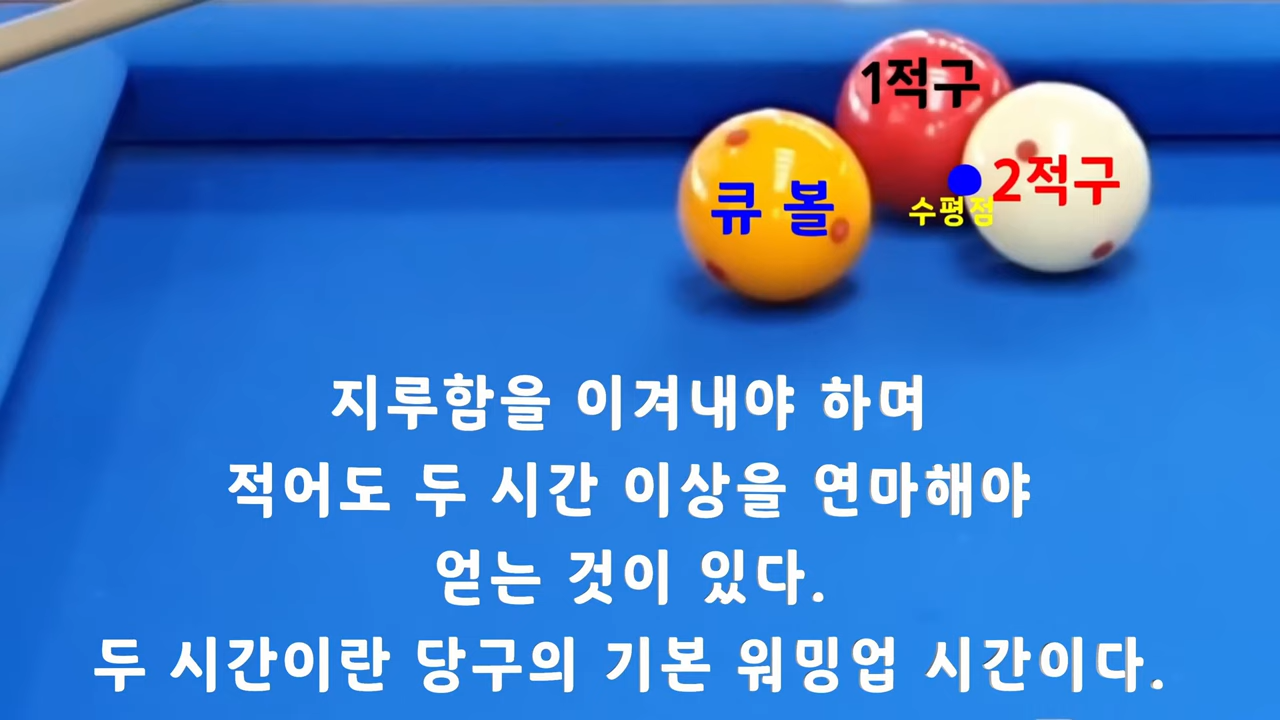 1적구
큐 볼
2적구
수평점
지루함을 이겨내야 하며
적어도 두 시간 이상을 연마해야
얻는 것이 있다.
두 시간이란 당구의 기본 워밍업 시간이다.